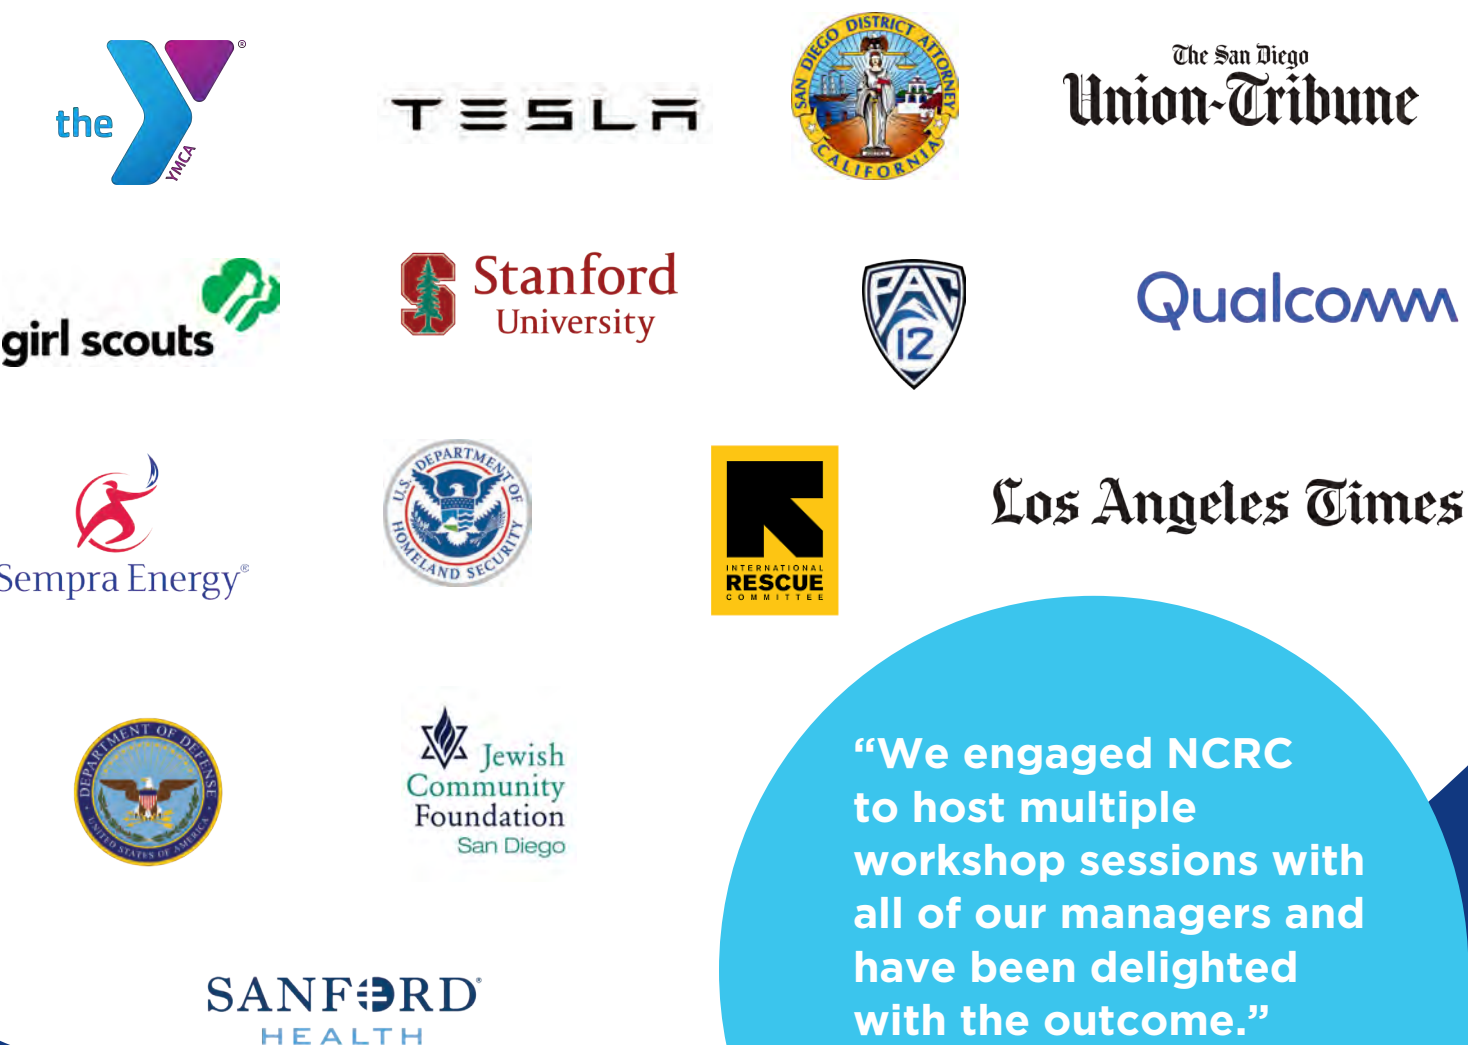 the
YMCA
®
TESLA
SAN DIEGO DISTRICT ATTORNEY
CALIFORNIA
The San Diego
Union-Tribune
girl scouts
Stanford
University
PAC
12
Qualcomm
Sempra Energy®
U.S. DEPARTMENT OF
HOMELAND SECURITY
INTERNATIONAL
RESCUE
COMMITTEE
Los Angeles Times
DEPARTMENT OF DEFENSE
UNITED STATES OF AMERICA
Jewish
Community
Foundation
San Diego
SANFORD®
HEALTH
“We engaged NCRC
to host multiple
workshop sessions with
all of our managers and
have been delighted
with the outcome.”